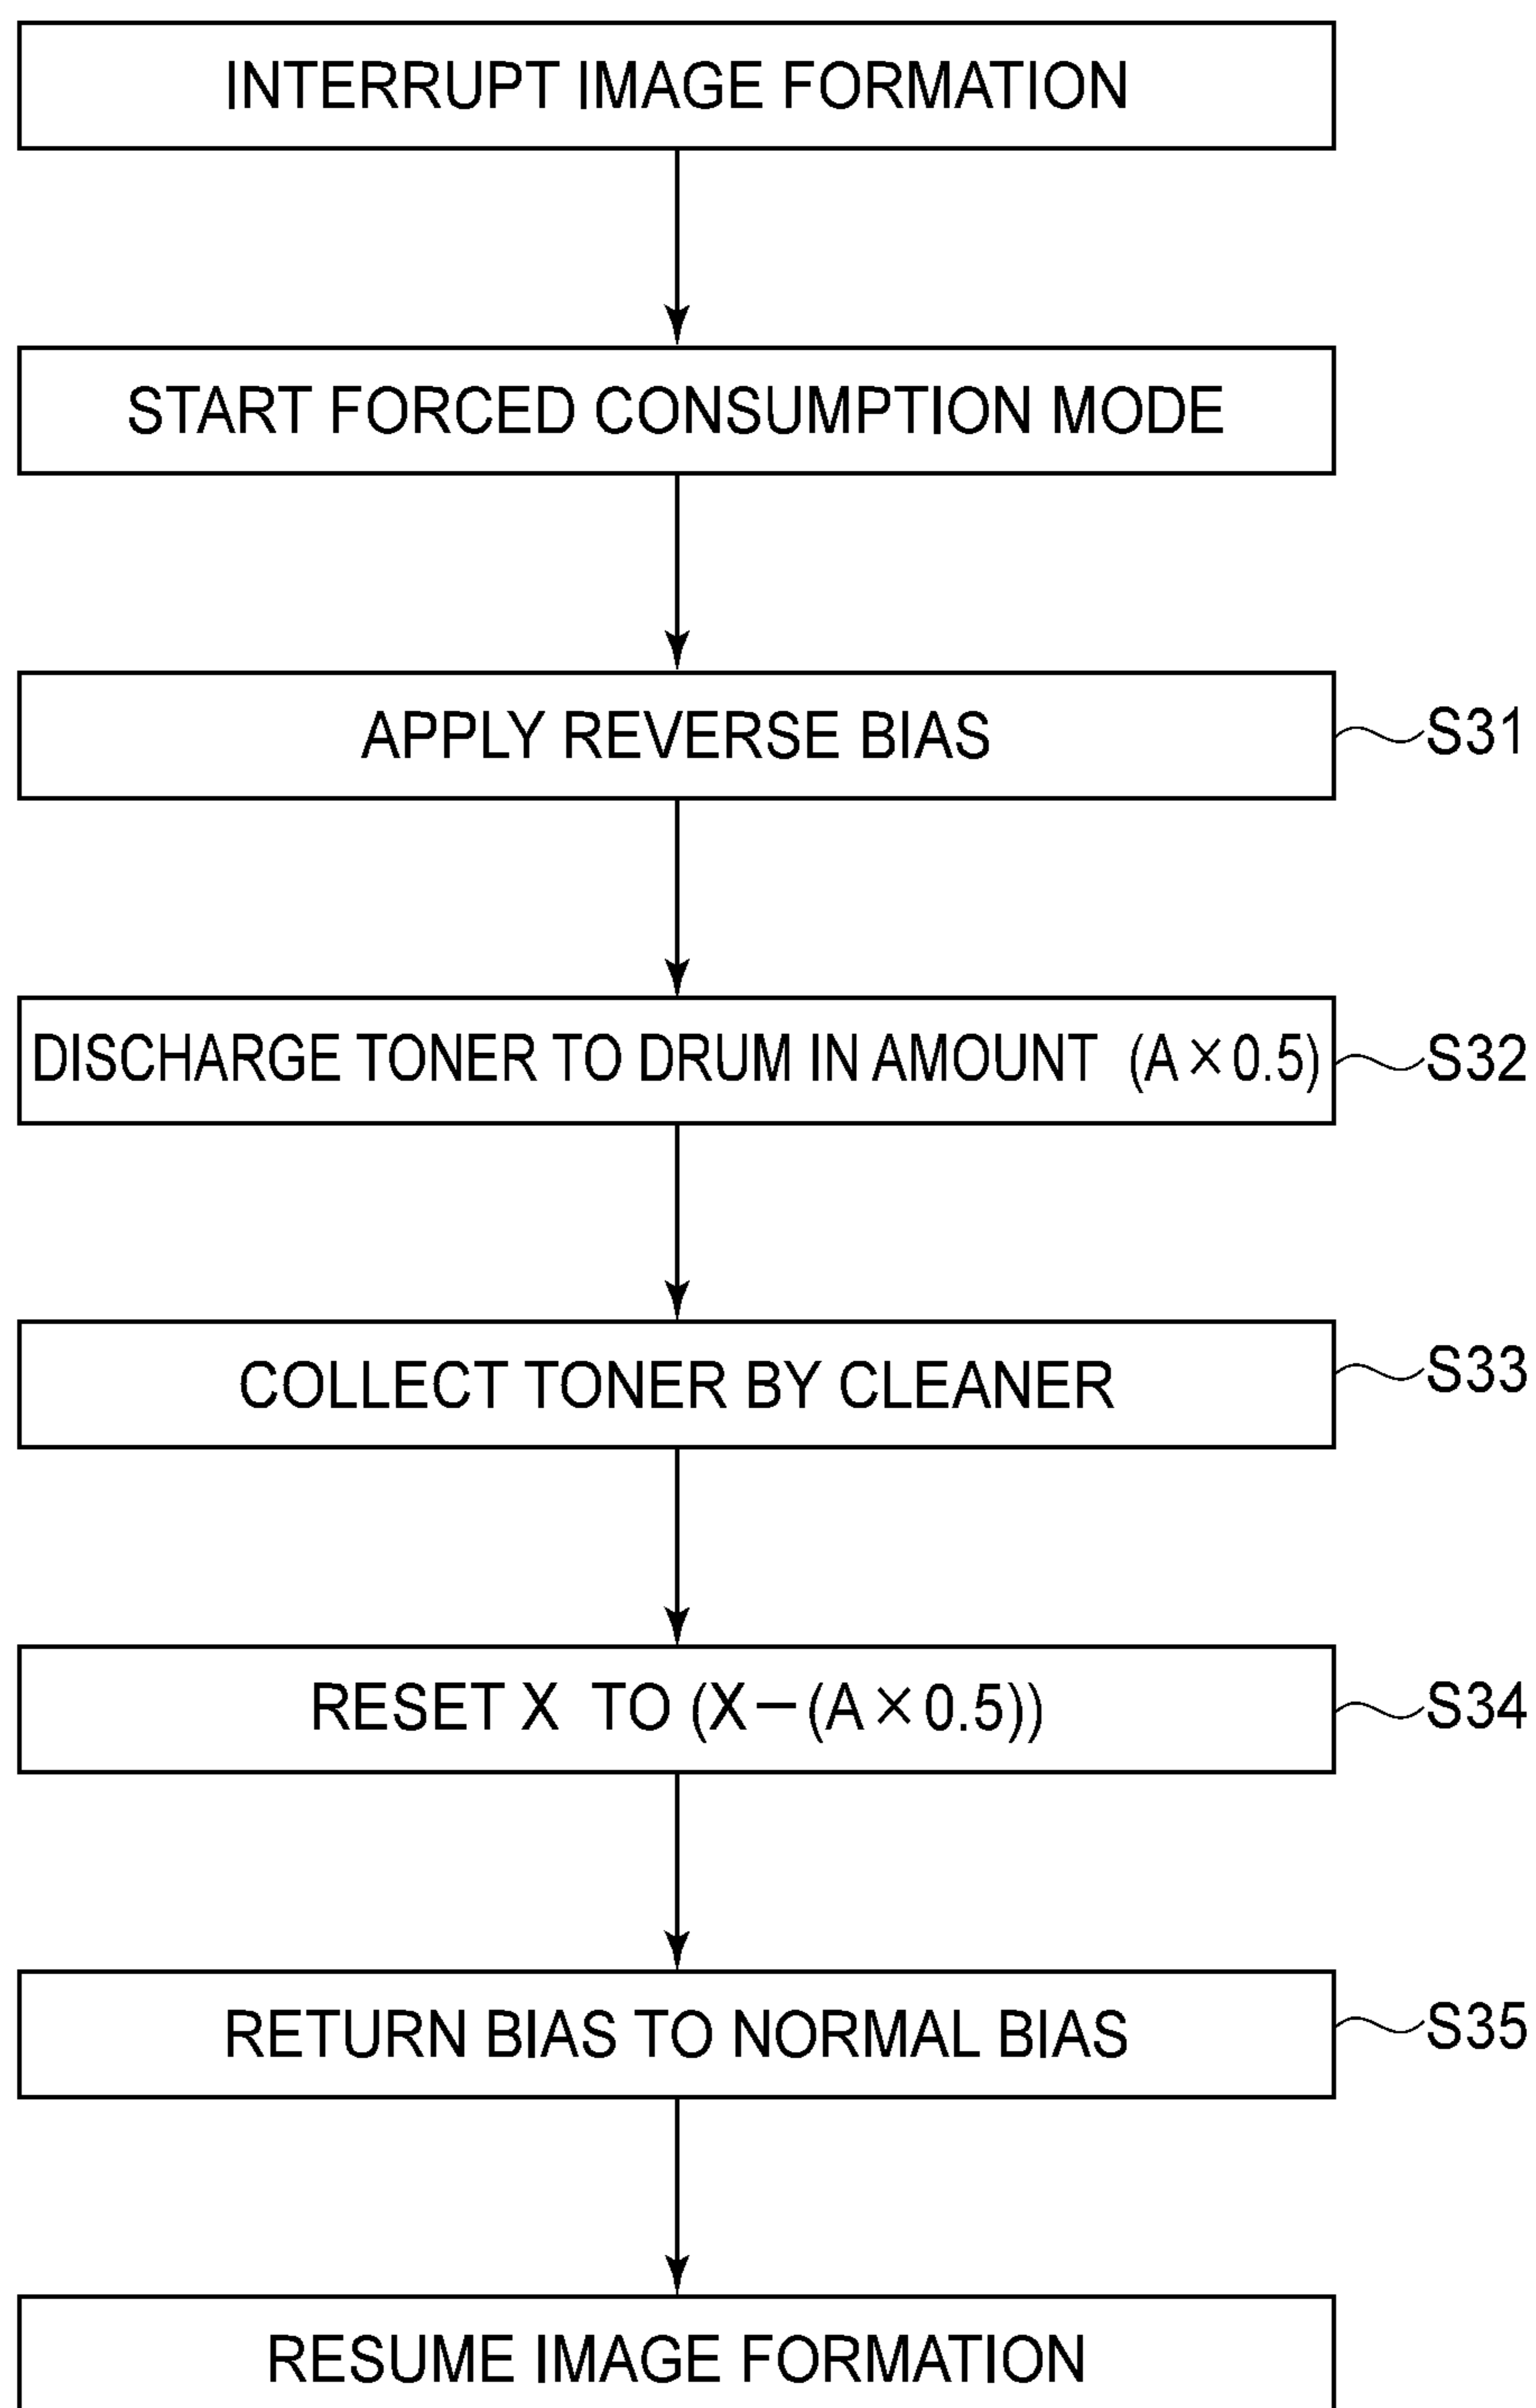 INTERRUPT IMAGE FORMATION
START FORCED CONSUMPTION MODE
APPLY REVERSE BIAS
S31
DISCHARGE TONER TO DRUM IN AMOUNT (A×0.5)
S32
COLLECT TONER BY CLEANER
S33
RESET X TO (X−(A×0.5))
S34
RETURN BIAS TO NORMAL BIAS
S35
RESUME IMAGE FORMATION